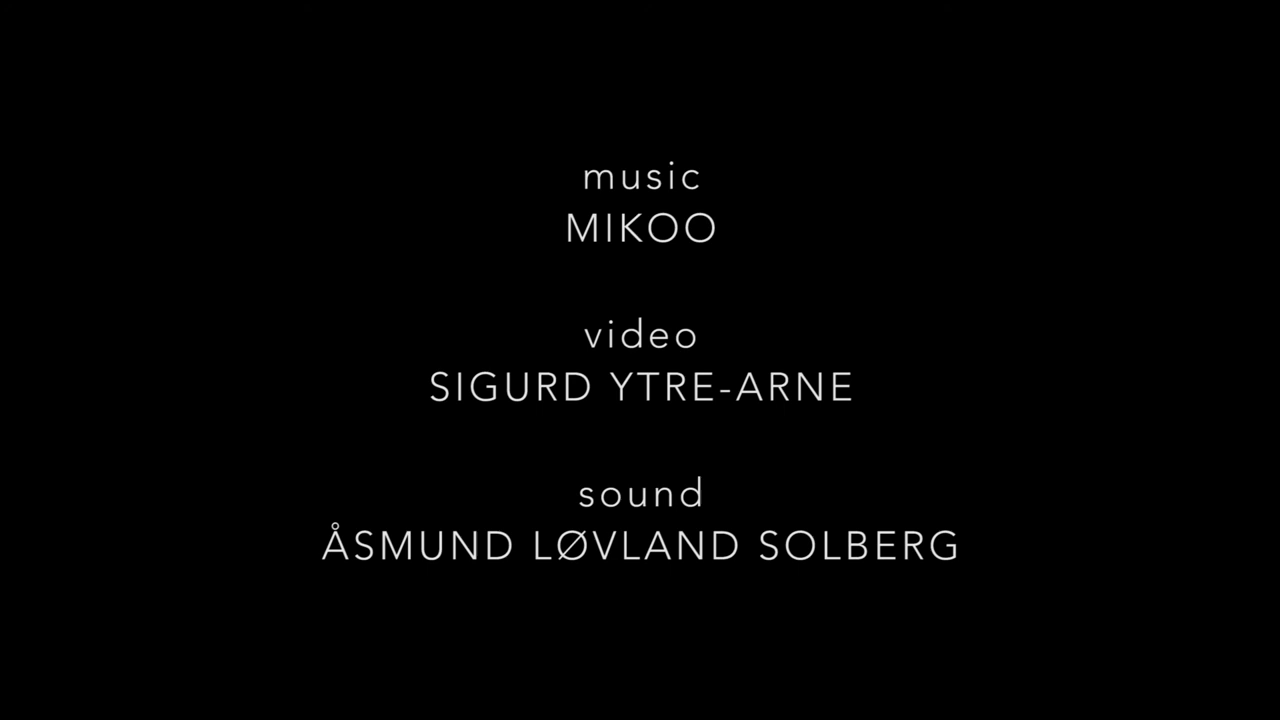 music
MIKOO
video
SIGURD YTRE-ARNE
sound
ÅSMUND LØVLAND SOLBERG